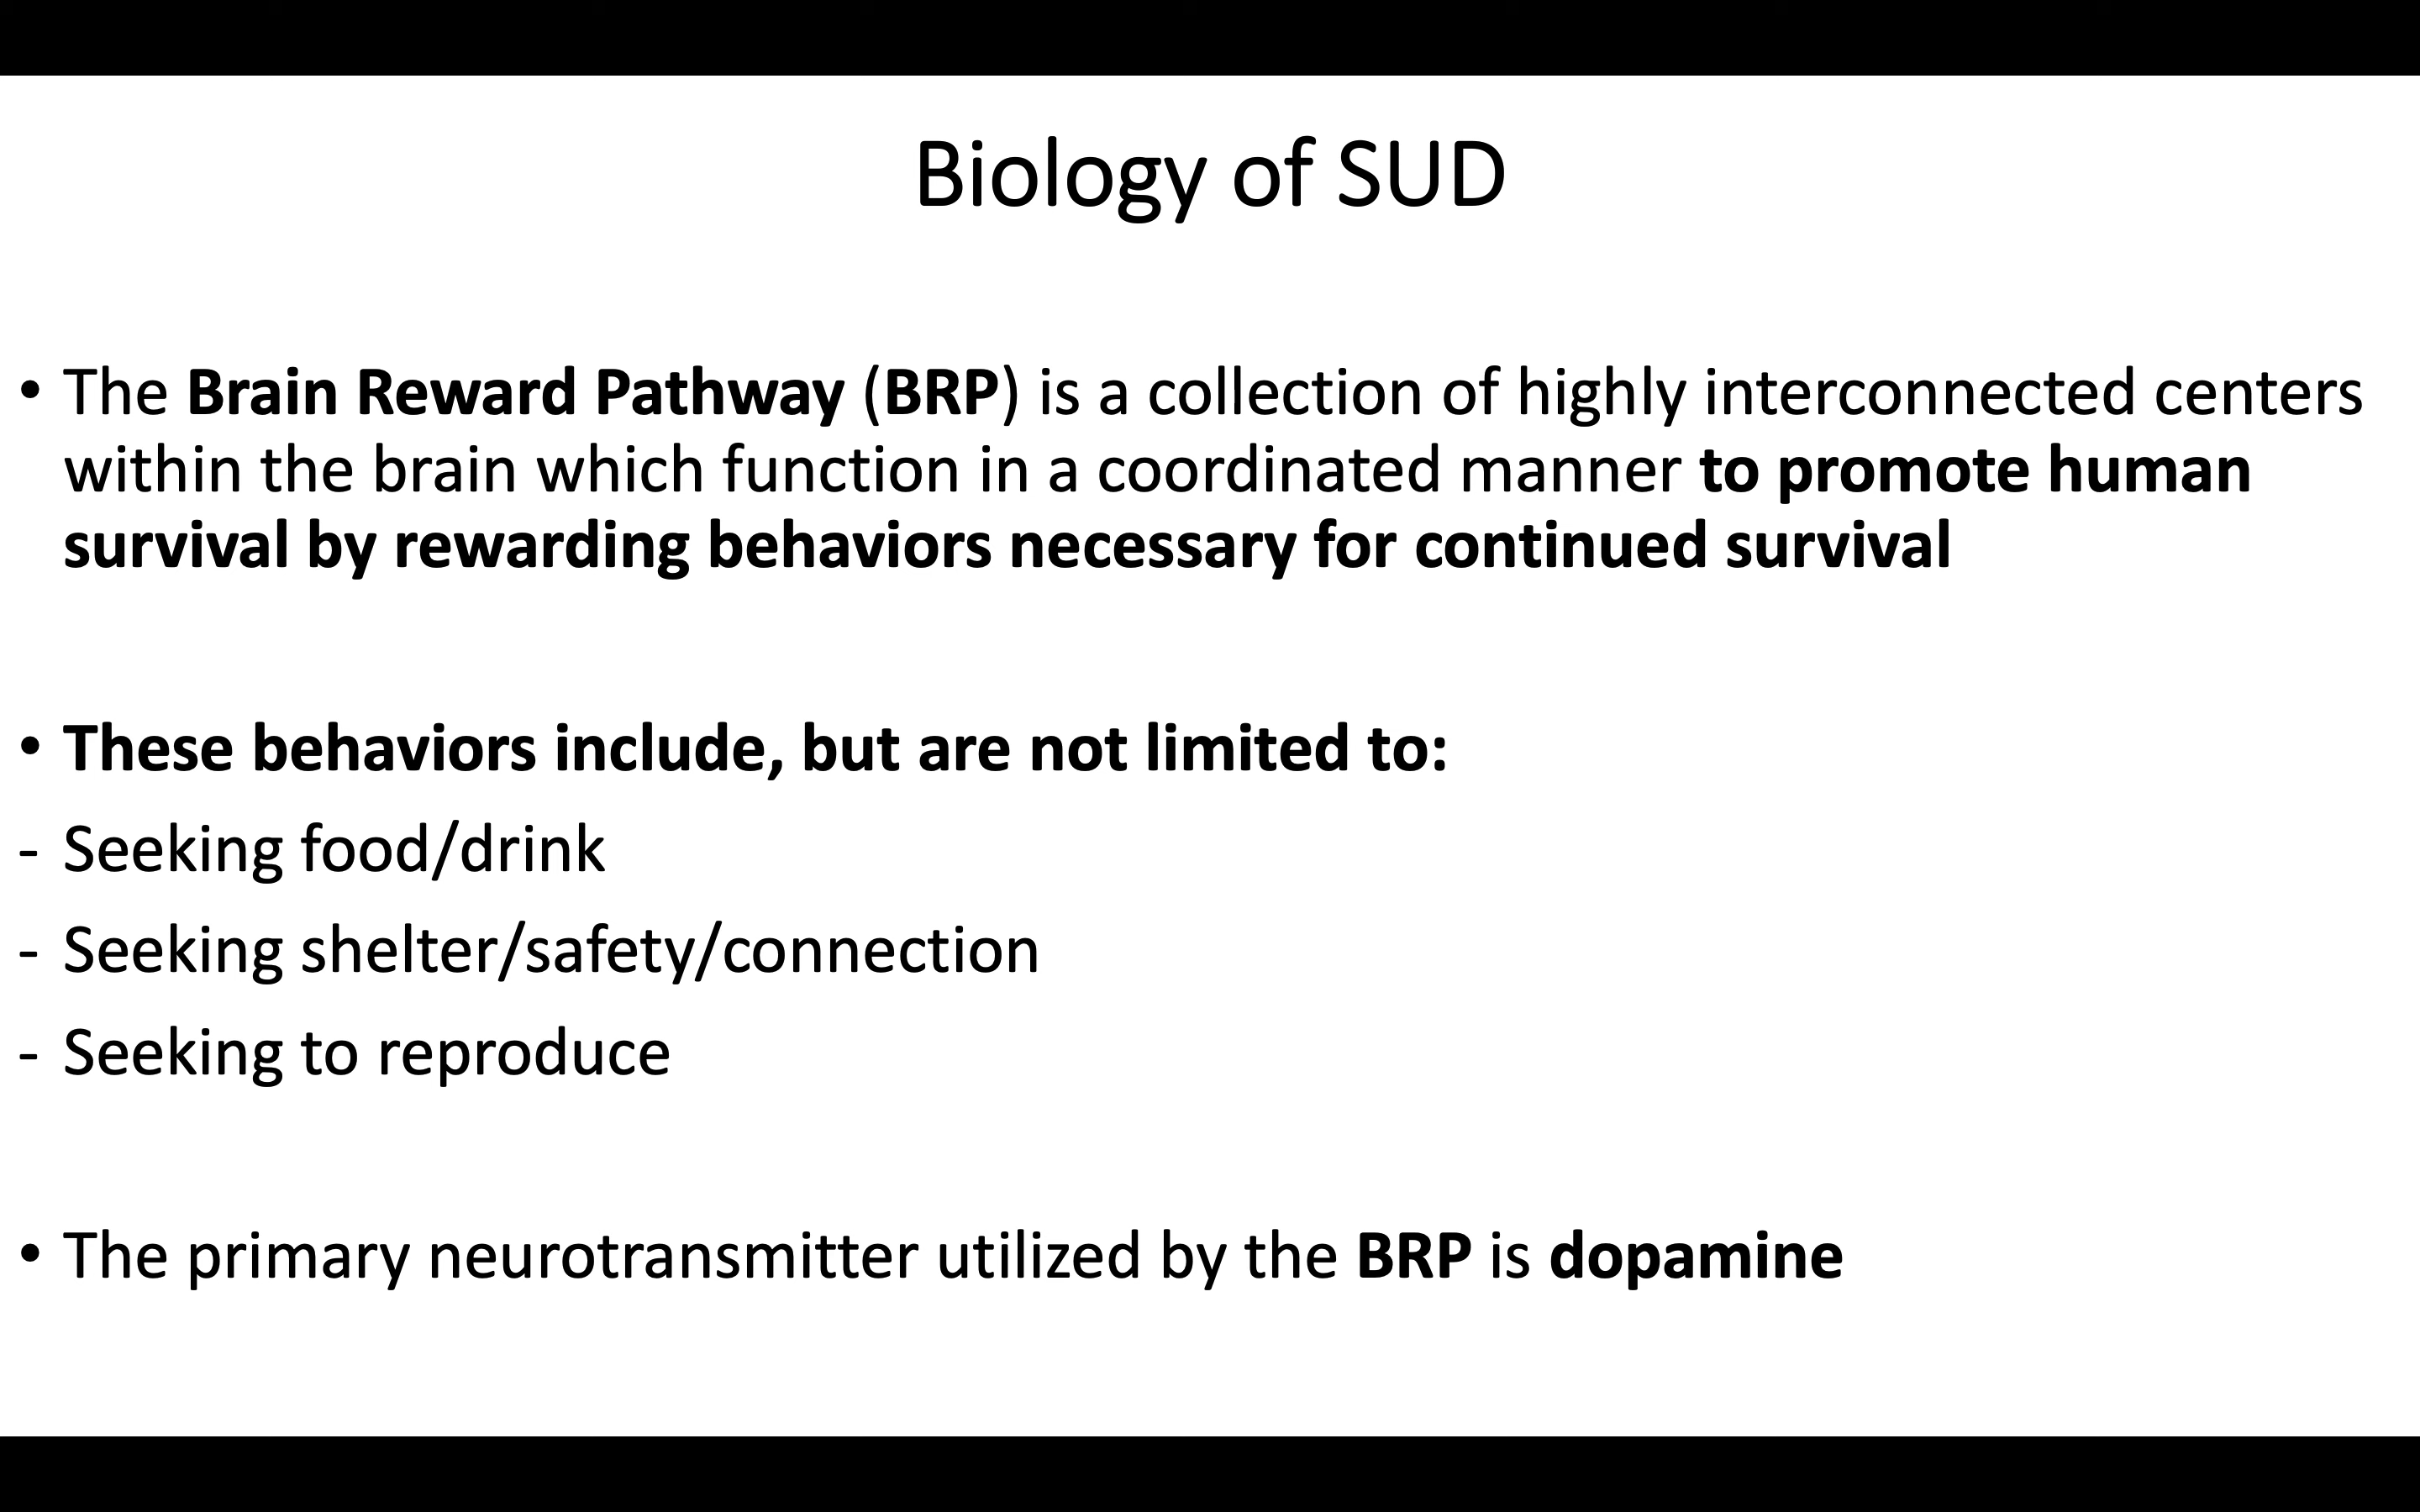 Biology of SUD
• The Brain Reward Pathway (BRP) is a collection of highly interconnected centers
within the brain which function in a coordinated manner to promote human
survival by rewarding behaviors necessary for continued survival
• These behaviors include, but are not limited to:
- Seeking food/drink
- Seeking shelter/safety/connection
- Seeking to reproduce
• The primary neurotransmitter utilized by the BRP is dopamine